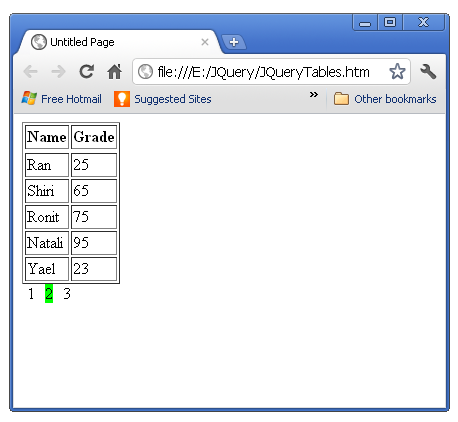 Untitled Page
file:///E:/JQuery/JQueryTables.htm
Free Hotmail Suggested Sites » Other bookmarks
Name Grade
Ran 25
Shiri 65
Ronit 75
Natali 95
Yael 23
1 2 3